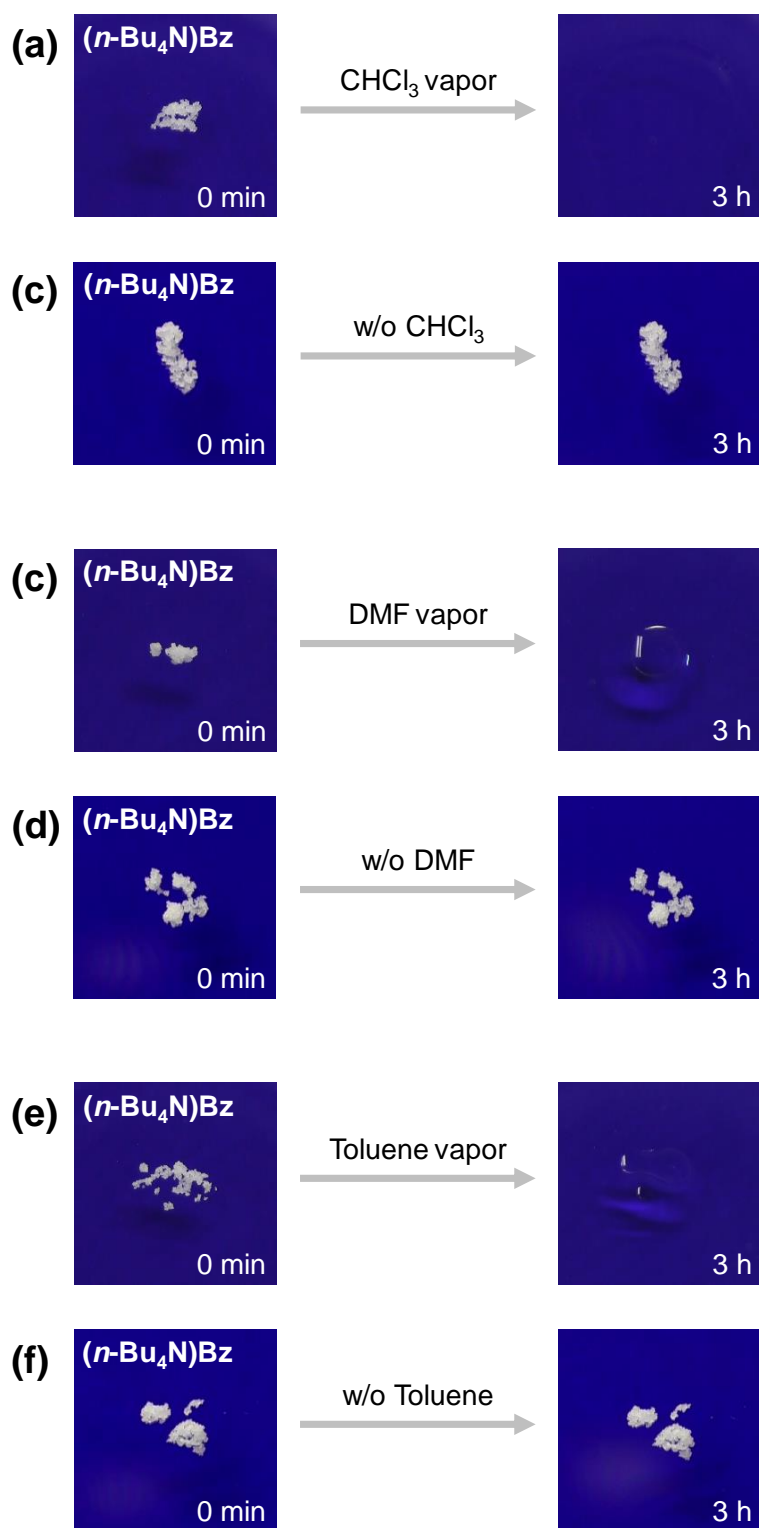 (a) (n-Bu₄N)Bz
CHCl₃ vapor
0 min
3 h
(c) (n-Bu₄N)Bz
w/o CHCl₃
0 min
3 h
(c) (n-Bu₄N)Bz
DMF vapor
0 min
3 h
(d) (n-Bu₄N)Bz
w/o DMF
0 min
3 h
(e) (n-Bu₄N)Bz
Toluene vapor
0 min
3 h
(f) (n-Bu₄N)Bz
w/o Toluene
0 min
3 h